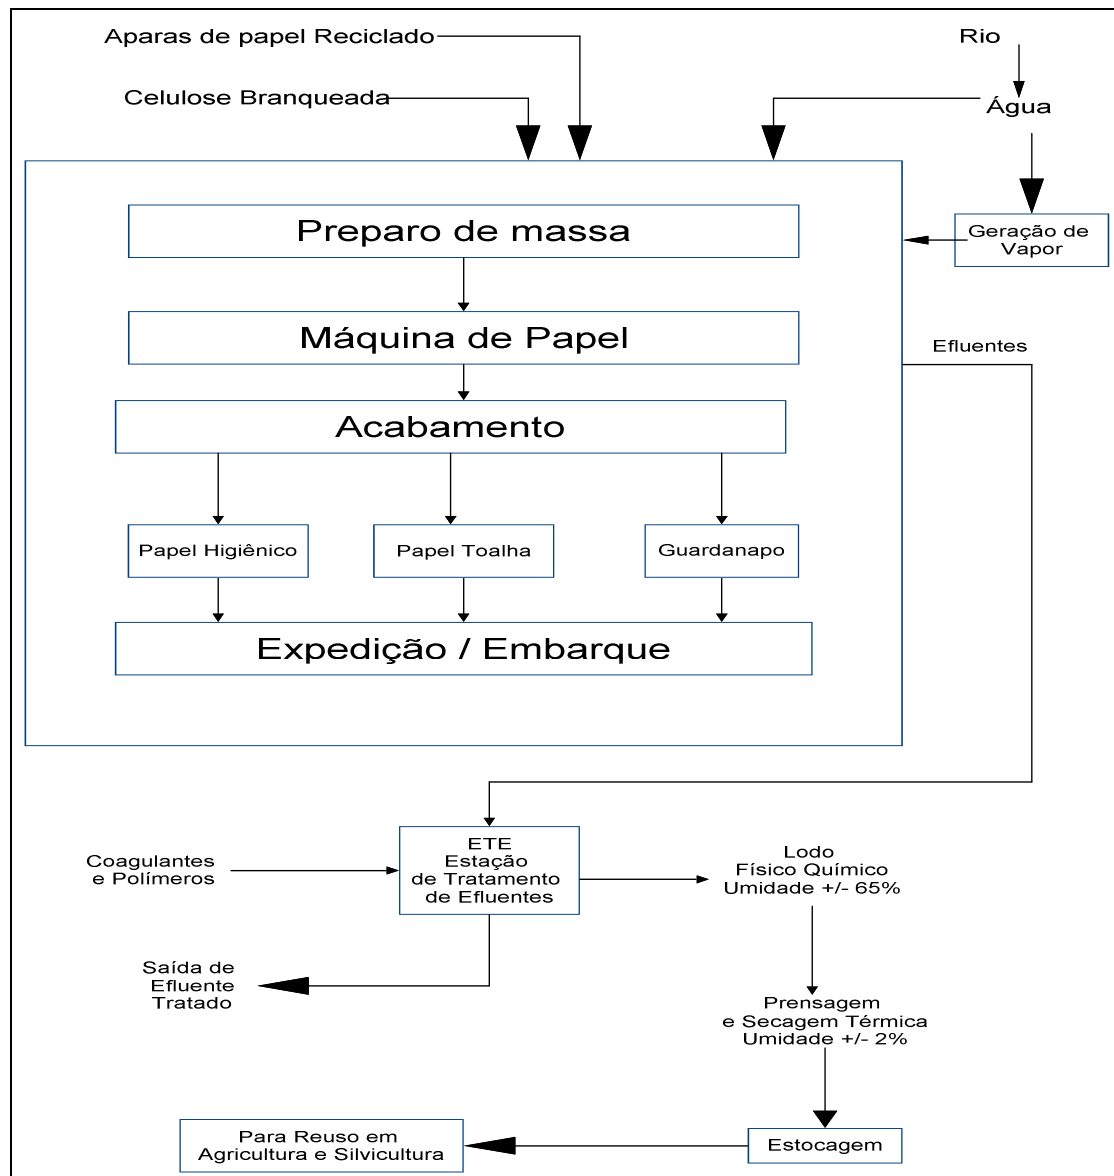 Aparas de papel Reciclado
Rio
Celulose Branqueada
Água
Preparo de massa
Geração de
Vapor
Máquina de Papel
Efluentes
Acabamento
Papel Higiênico
Papel Toalha
Guardanapo
Expedição / Embarque
ETE
Estação
de Tratamento
de Efluentes
Coagulantes
e Polímeros
Lodo
Físico Químico
Umidade +/- 65%
Saída de
Efluente
Tratado
Prensagem
e Secagem Térmica
Umidade +/- 2%
Para Reuso em
Agricultura e Silvicultura
Estocagem